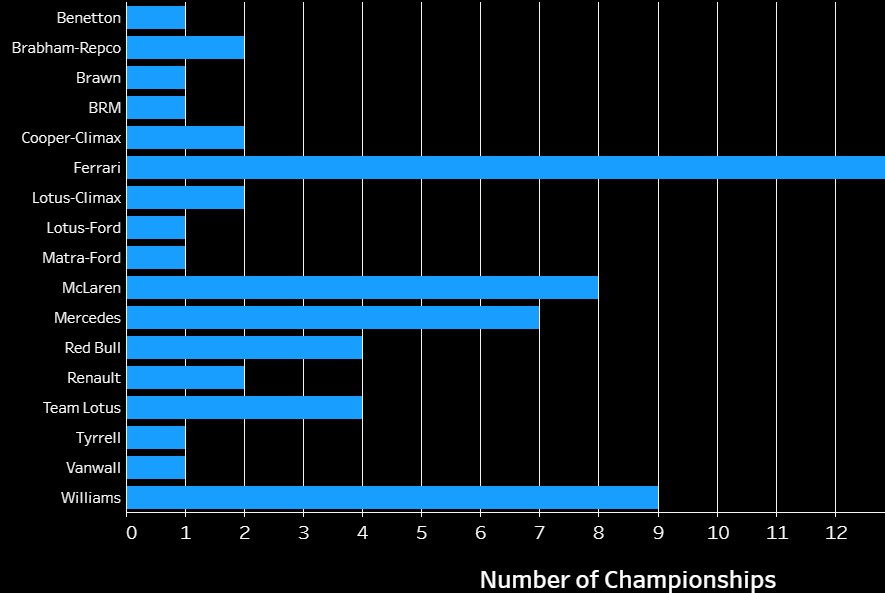 Benetton
Brabham-Repco
Brawn
BRM
Cooper-Climax
Ferrari
Lotus-Climax
Lotus-Ford
Matra-Ford
McLaren
Mercedes
Red Bull
Renault
Team Lotus
Tyrrell
Vanwall
Williams
0 1 2 3 4 5 6 7 8 9 10 11 12
Number of Championships